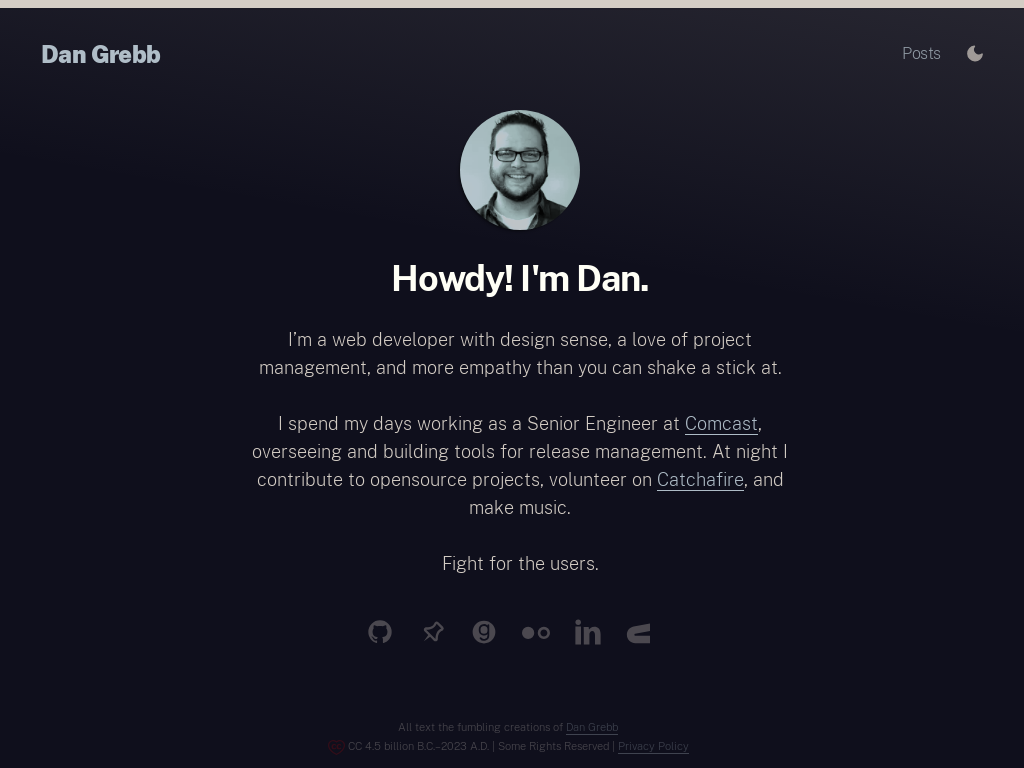 Dan Grebb
Posts
Howdy! I'm Dan.
I’m a web developer with design sense, a love of project
management, and more empathy than you can shake a stick at.
I spend my days working as a Senior Engineer at Comcast,
overseeing and building tools for release management. At night I
contribute to opensource projects, volunteer on Catchafire, and
make music.
Fight for the users.
All text the fumbling creations of Dan Grebb
CC 4.5 billion B.C.–2023 A.D. | Some Rights Reserved | Privacy Policy